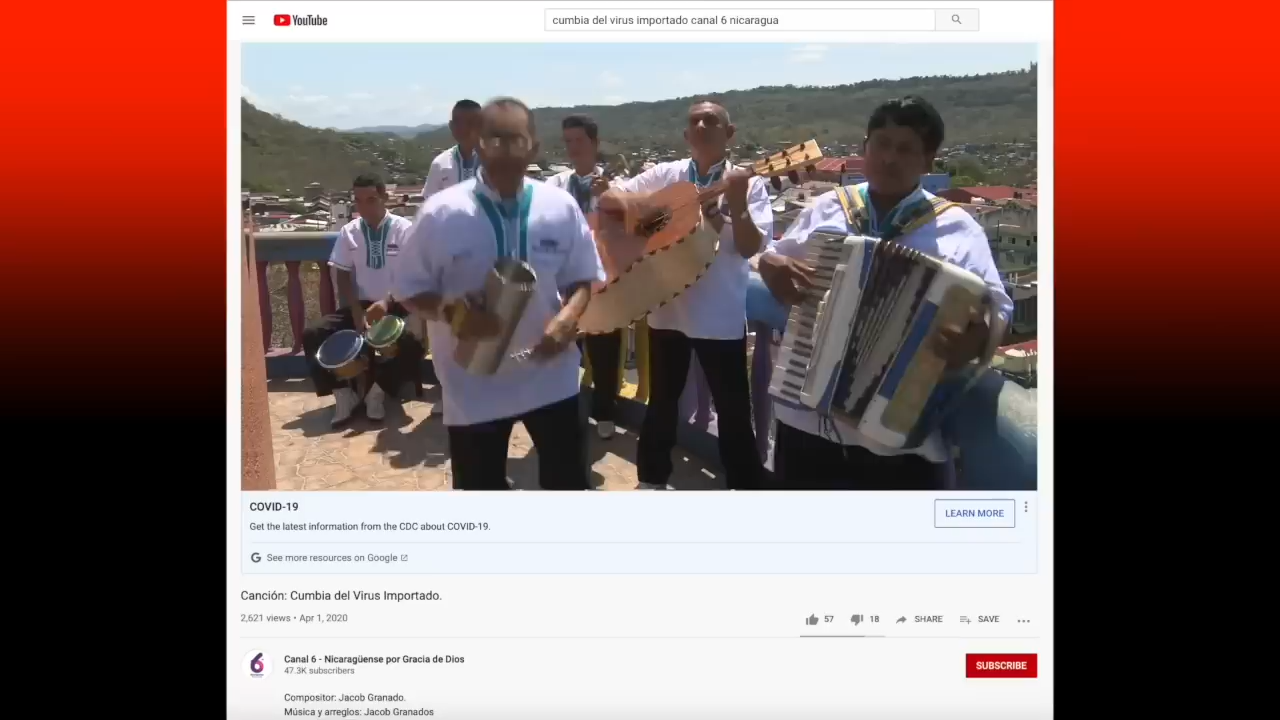 YouTube
cumbia del virus importado canal 6 nicaragua
COVID-19
Get the latest information from the CDC about COVID-19.
LEARN MORE
See more resources on Google
Canción: Cumbia del Virus Importado.
2,621 views • Apr 1, 2020
57 18 SHARE SAVE
Canal 6 - Nicaragüense por Gracia de Dios
47.3K subscribers
SUBSCRIBE
Compositor: Jacob Granado.
Música y arreglos: Jacob Granados